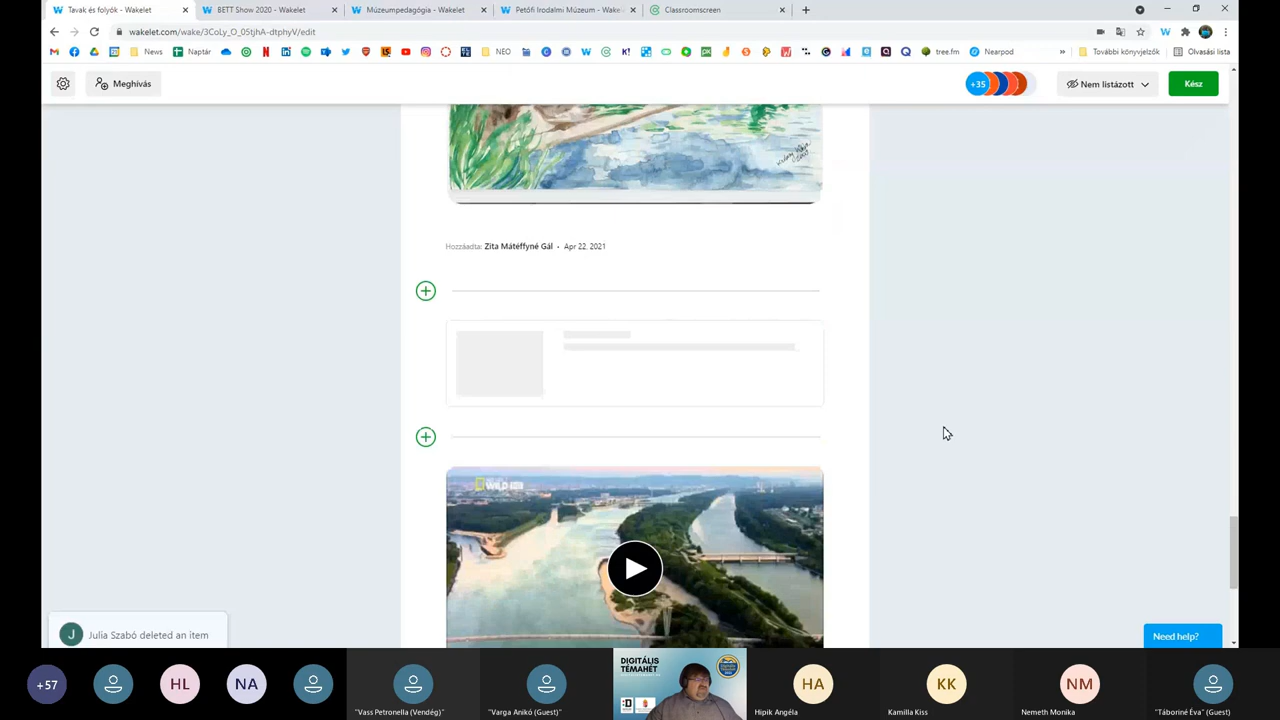 Tavak és folyók - Wakelet
BETT Show 2020 - Wakelet
Múzeumpedagógia - Wakelet
Petőfi Irodalmi Múzeum - Wake
Classroomscreen
wakelet.com/wake/3CoLy_O_05tjhA-dtphyV/edit
News
Naptár
NEO
tree.fm
Nearpod
További könyvjelzők
Olvasási lista
Meghívás
+35
Nem listázott
Kész
Hozzáadta: Zita Mátéffyné Gál • Apr 22, 2021
WILD HD
J
Julia Szabó deleted an item
Need help?
+57
HL
NA
"Vass Petronella (Vendég)"
"Varga Anikó (Guest)"
DIGITÁLIS
TÉMAHÉT
:D
HA
Hipik Angéla
KK
Kamilla Kiss
NM
Nemeth Monika
"Táboriné Éva" (Guest)